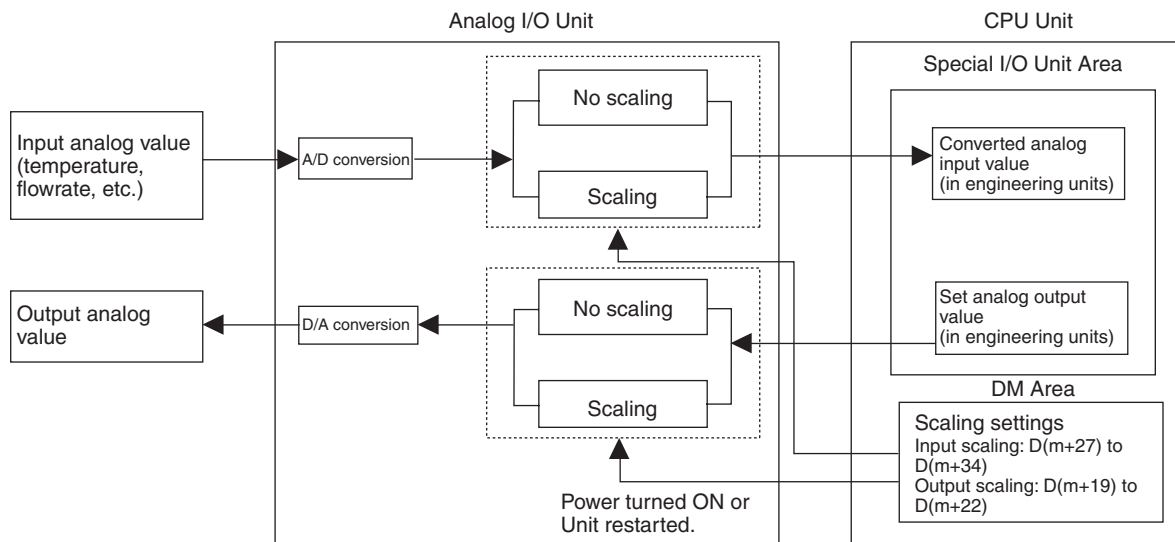 Analog I/O Unit
CPU Unit
Special I/O Unit Area
Input analog value
(temperature,
flowrate, etc.)
A/D conversion
No scaling
Scaling
Converted analog
input value
(in engineering units)
Output analog
value
D/A conversion
No scaling
Scaling
Set analog output
value
(in engineering units)
DM Area
Scaling settings
Input scaling: D(m+27) to
D(m+34)
Output scaling: D(m+19) to
D(m+22)
Power turned ON or
Unit restarted.